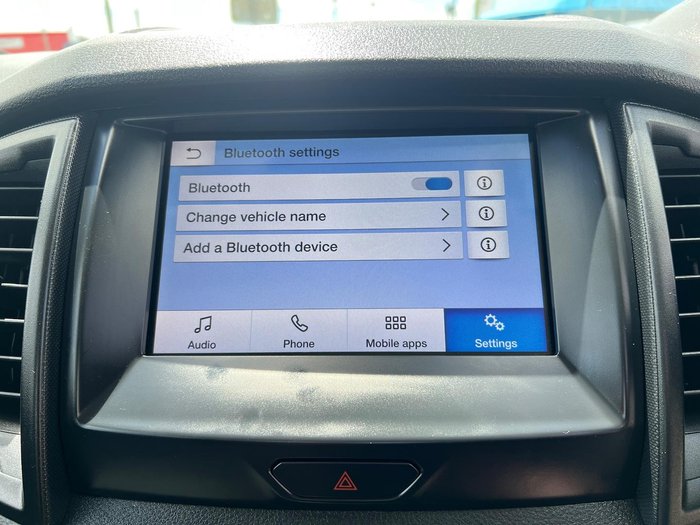 Bluetooth settings
Bluetooth
Change vehicle name
Add a Bluetooth device
Audio
Phone
Mobile apps
Settings